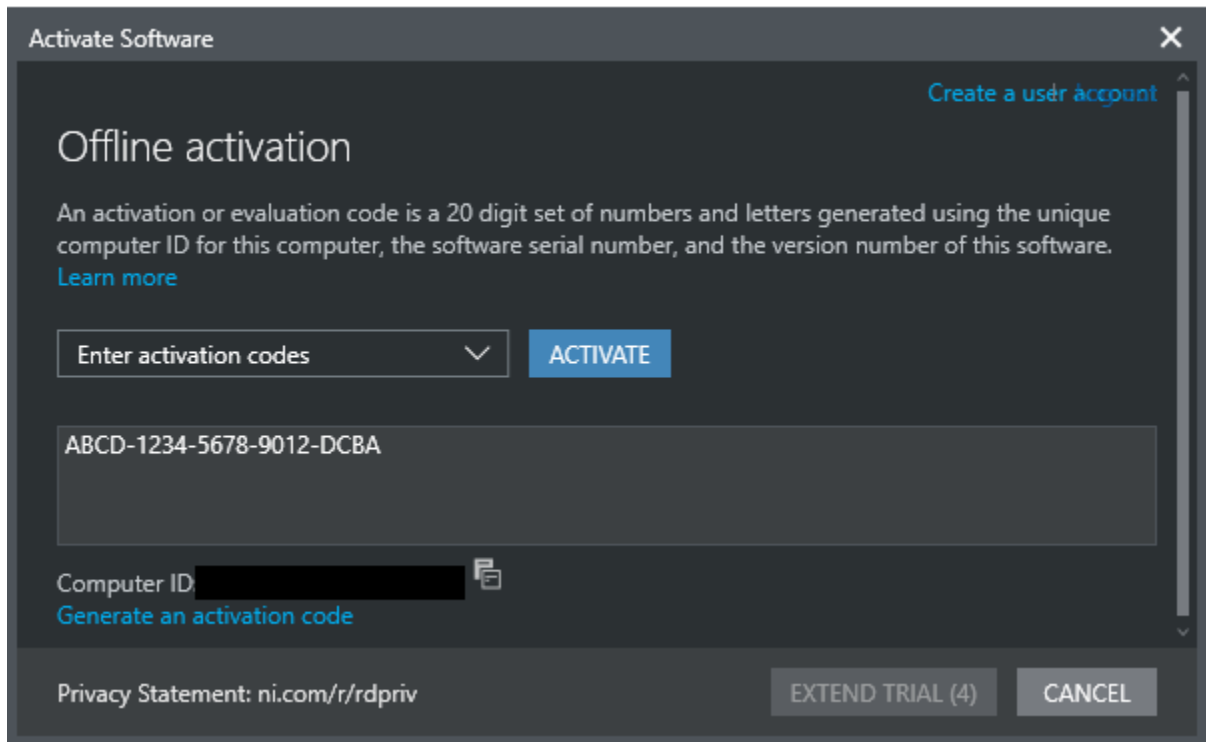 Activate Software
Create a user account
Offline activation
An activation or evaluation code is a 20 digit set of numbers and letters generated using the unique
computer ID for this computer, the software serial number, and the version number of this software.
Learn more
Enter activation codes
ACTIVATE
ABCD-1234-5678-9012-DCBA
Computer ID:
Generate an activation code
Privacy Statement: ni.com/r/rdpriv
EXTEND TRIAL (4)
CANCEL